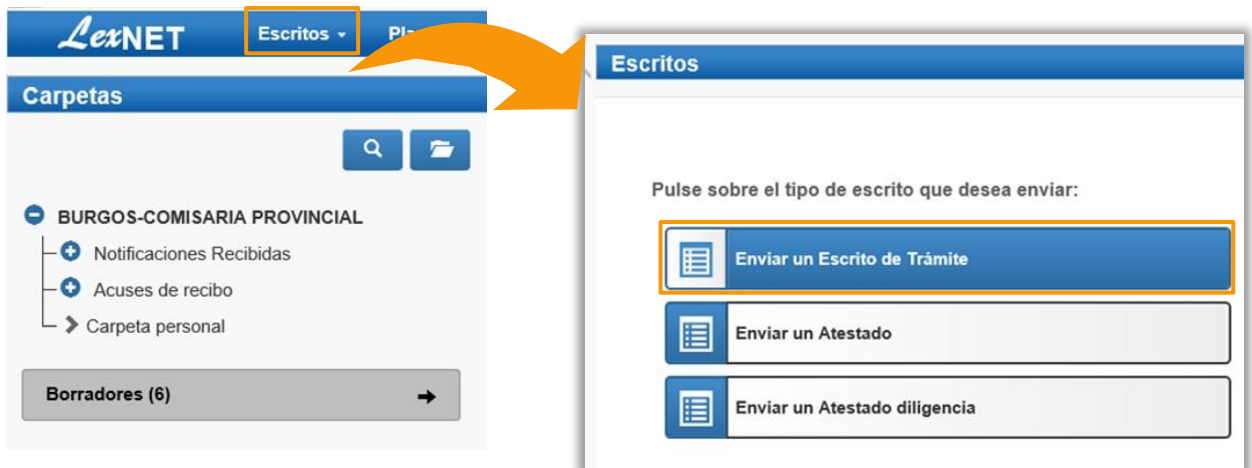 LexNET
Escritos
Carpetas
BURGOS-COMISARIA PROVINCIAL
Notificaciones Recibidas
Acuses de recibo
Carpeta personal
Borradores (6)
Escritos
Pulse sobre el tipo de escrito que desea enviar:
Enviar un Escrito de Trámite
Enviar un Atestado
Enviar un Atestado diligencia